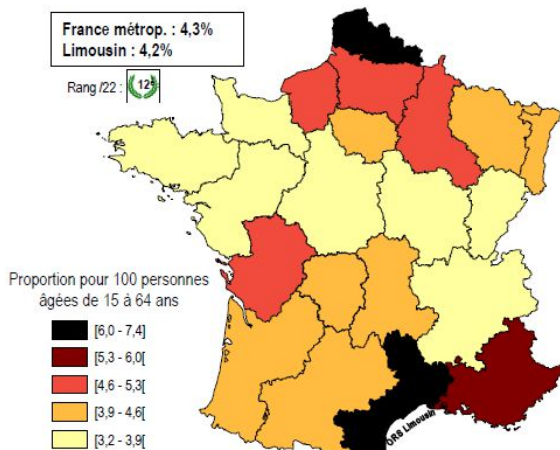 France métrop. : 4,3%
Limousin : 4,2%
Rang /22 : 12
Proportion pour 100 personnes
âgées de 15 à 64 ans
[6,0 - 7,4]
[5,3 - 6,0[
[4,6 - 5,3[
[3,9 - 4,6[
[3,2 - 3,9[
ORS Limousin